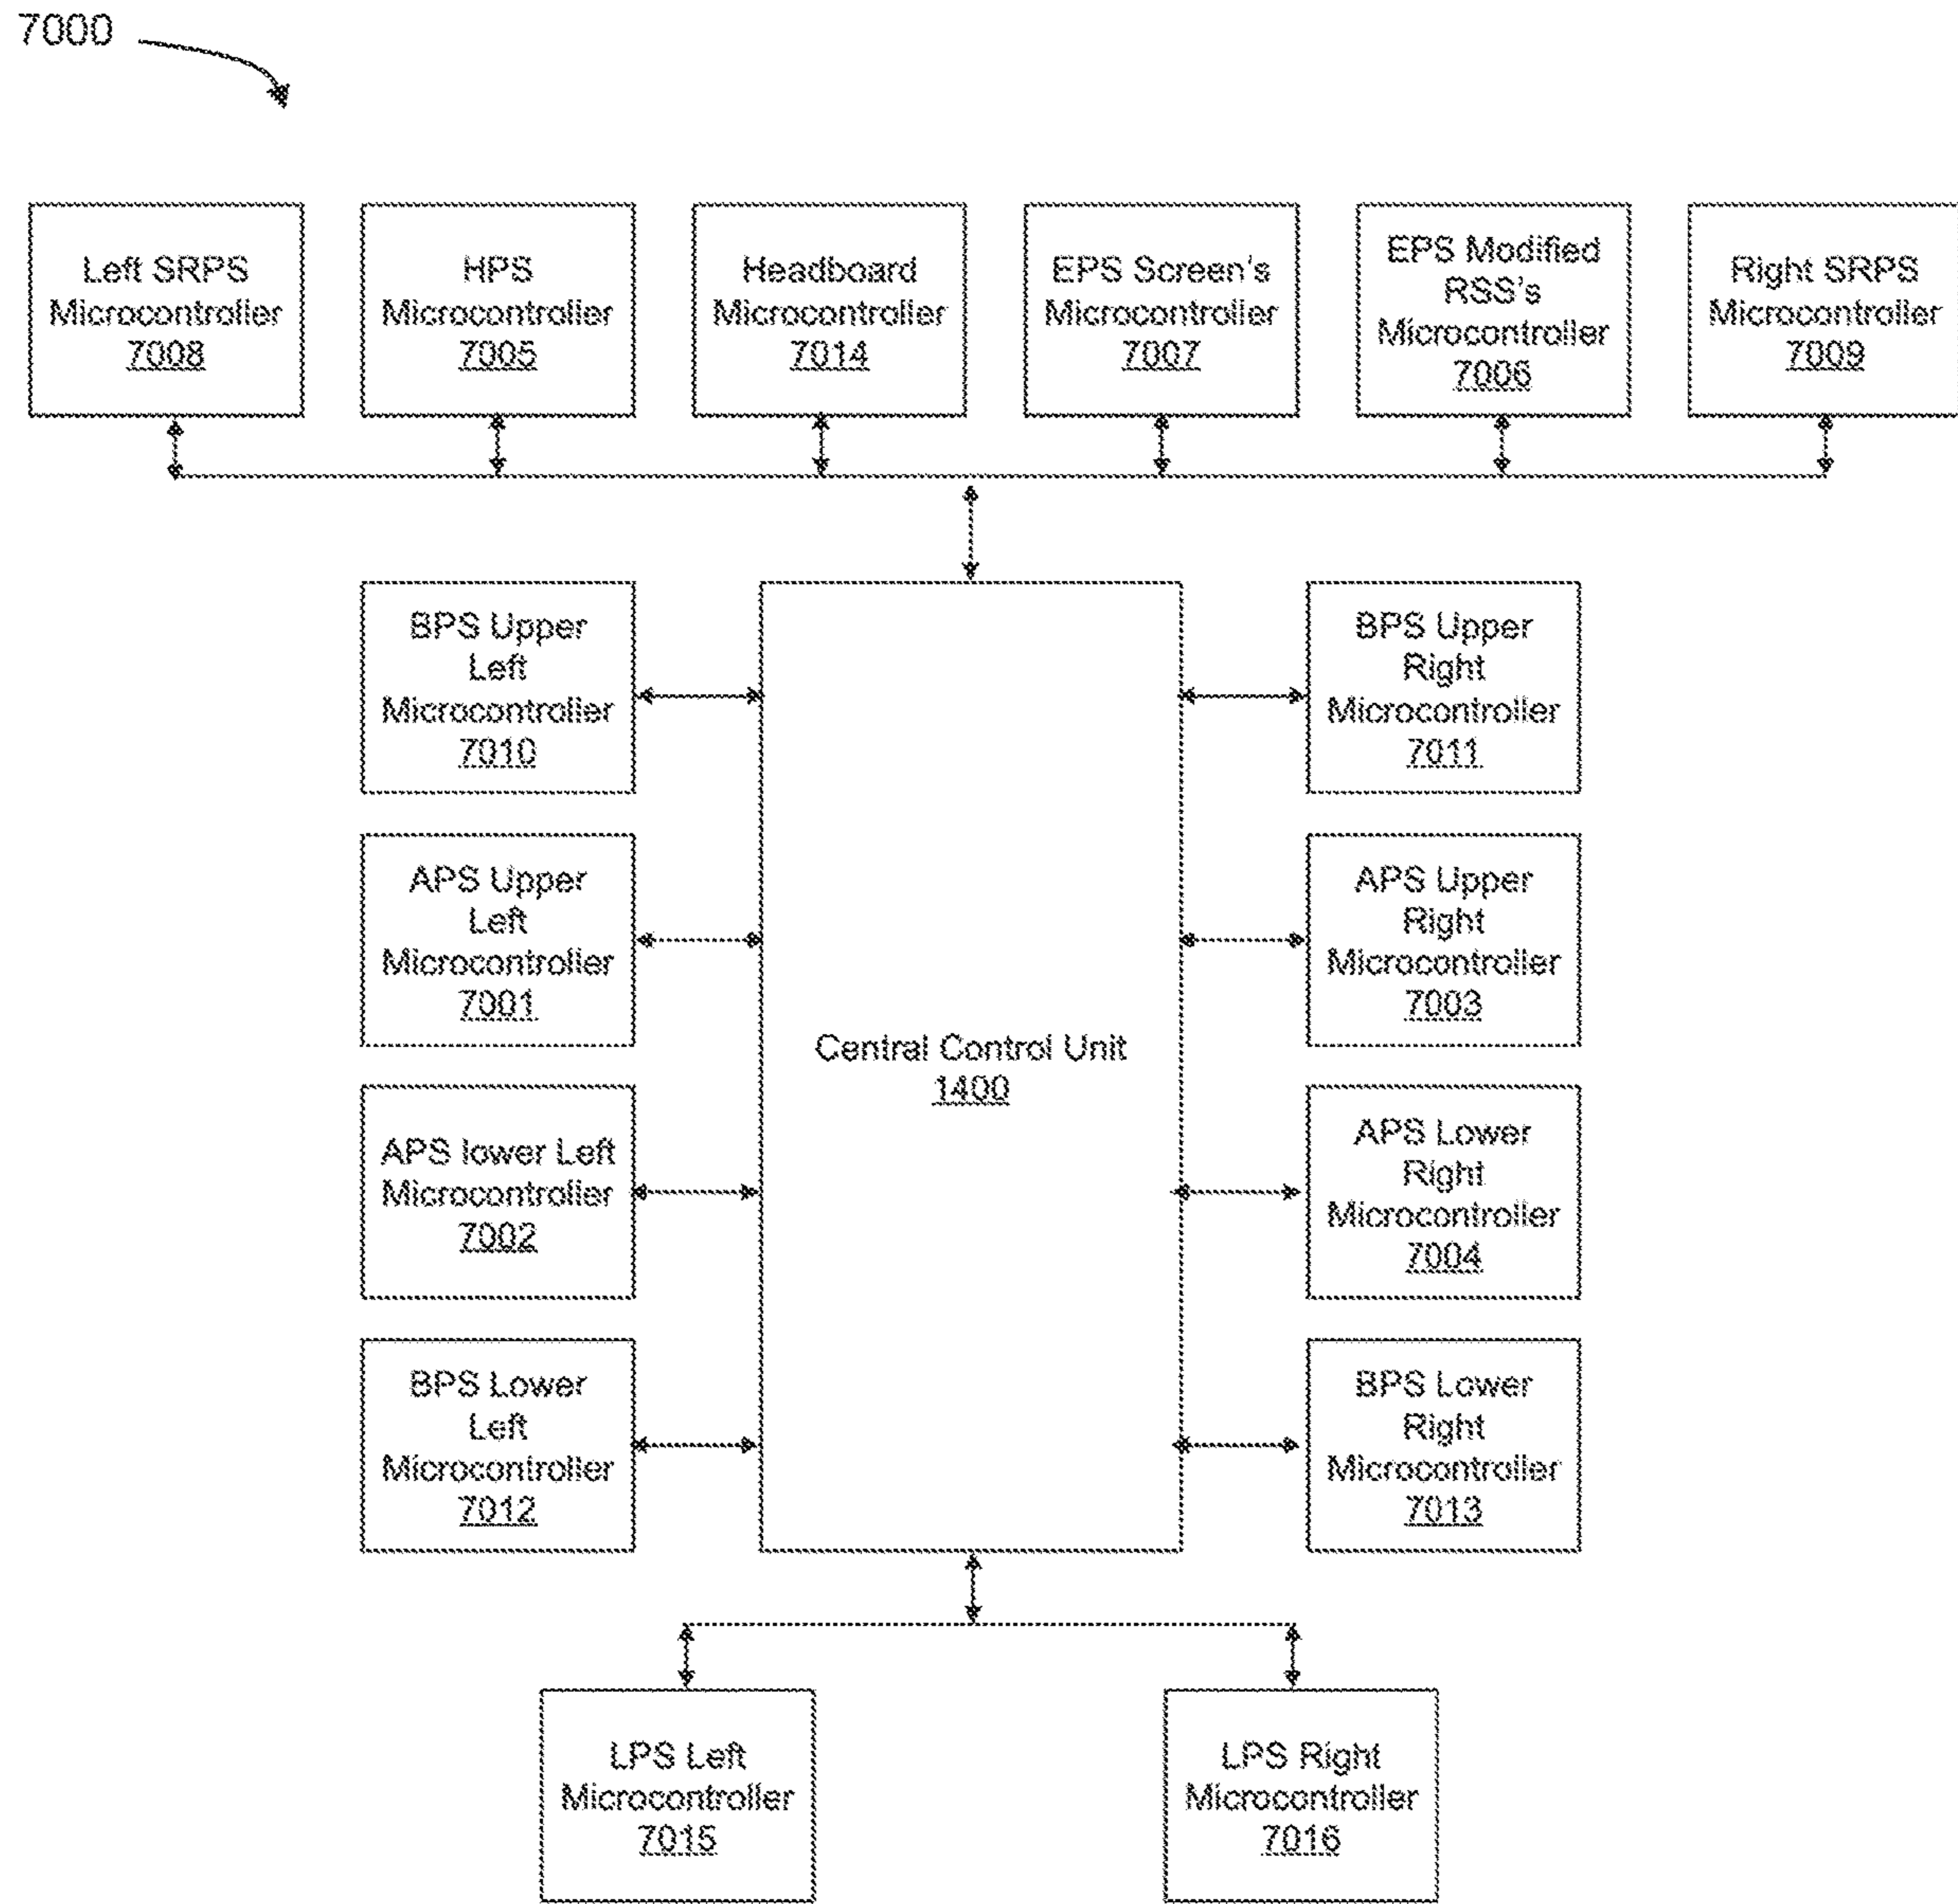 7000
Left SRPS
Microcontroller
7008
HPS
Microcontroller
7005
Headboard
Microcontroller
7014
EPS Screen's
Microcontroller
7007
EPS Modified
RSS's
Microcontroller
7006
Right SRPS
Microcontroller
7009
BPS Upper
Left
Microcontroller
7010
BPS Upper
Right
Microcontroller
7011
APS Upper
Left
Microcontroller
7001
APS Upper
Right
Microcontroller
7003
Central Control Unit
1400
APS lower Left
Microcontroller
7002
APS Lower
Right
Microcontroller
7004
BPS Lower
Left
Microcontroller
7012
BPS Lower
Right
Microcontroller
7013
LPS Left
Microcontroller
7015
LPS Right
Microcontroller
7016